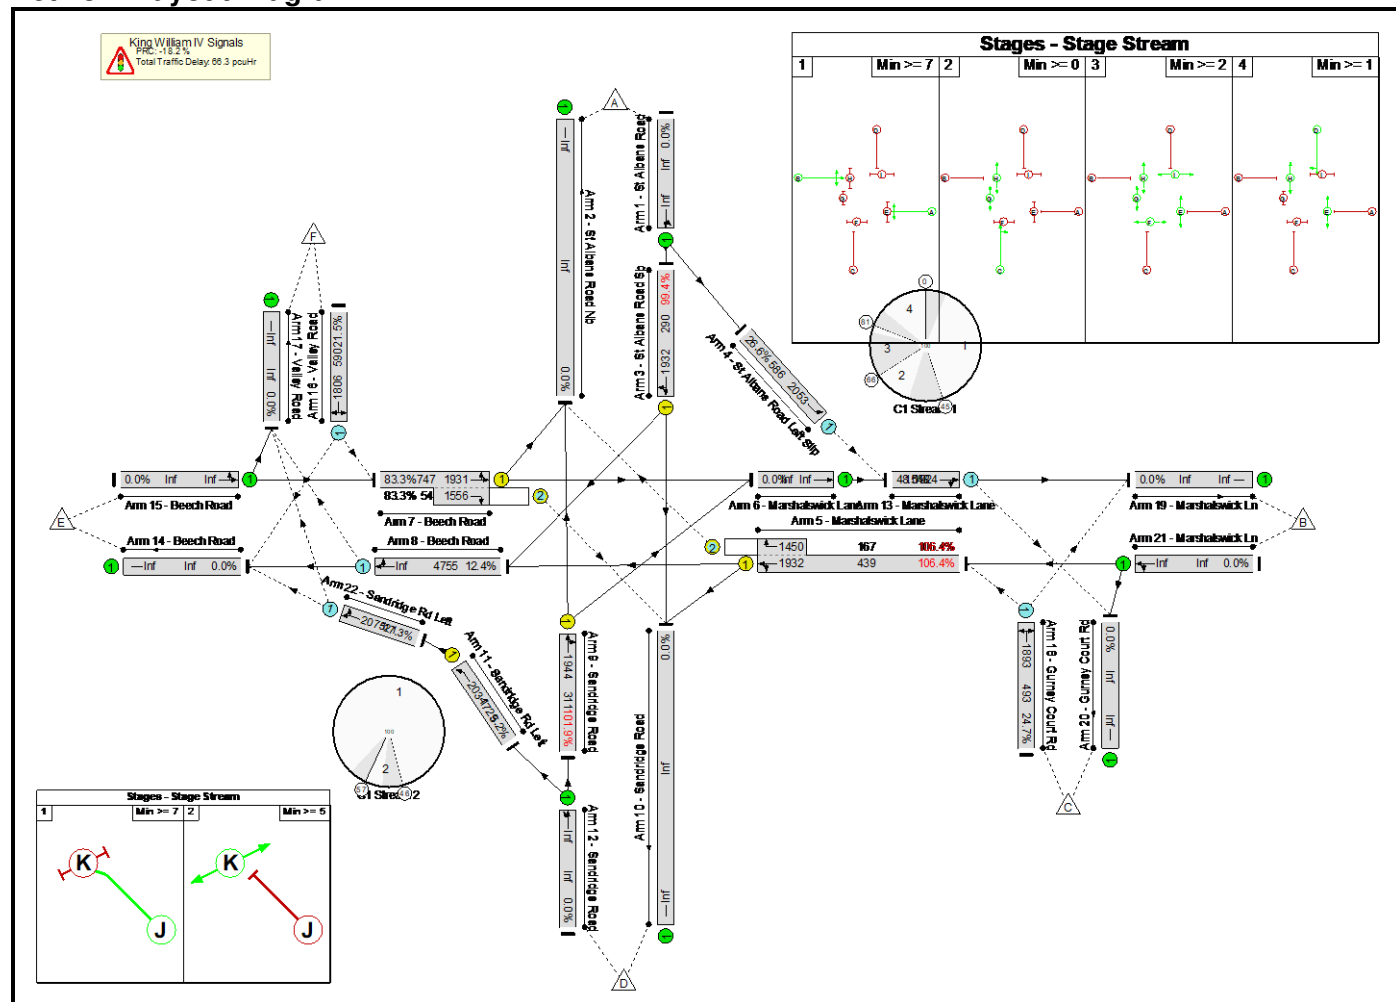 King William IV Signals
PRC: -18.2 %
Total Traffic Delay: 66.3 pcuHr
Stages - Stage Stream
1 Min >= 7
2 Min >= 0
3 Min >= 2
4 Min >= 1
C1 Stream 1
A
Arm 1 - St Albans Road
0.0% Inf Inf
Arm 2 - St Albans Road Nb
Inf Inf 0.0%
Arm 3 - St Albans Road Sb
1932 290 99.4%
Arm 4 - St Albans Road Left Slip
26.6% 586 2053
F
Arm 17 - Valley Road
Inf Inf 0.0%
Arm 16 - Valley Road
1806 590 21.5%
0.0% Inf Inf
Arm 15 - Beech Road
83.3% 747 1931
83.3% 54 1556
Arm 7 - Beech Road
0.0% Inf Inf
Arm 6 - Marshalswick Lane
Arm 13 - Marshalswick Lane
0.0% Inf Inf
Arm 19 - Marshalswick Ln
E
B
Arm 14 - Beech Road
Inf Inf 0.0%
Arm 8 - Beech Road
Inf 4755 12.4%
Arm 5 - Marshalswick Lane
1450 167 106.4%
1932 439 106.4%
Arm 21 - Marshalswick Ln
Inf Inf 0.0%
Arm 22 - Sandridge Rd Left
Arm 11 - Sandridge Rd Left
Arm 9 - Sandridge Road
1944 311 101.9%
Arm 10 - Sandridge Road
0.0% Inf Inf
Arm 18 - Gurney Court Rd
1893 493 24.7%
Arm 20 - Gurney Court Rd
0.0% Inf Inf
C
Arm 12 - Sandridge Road
Inf Inf 0.0%
D
C1 Stream 2
Stages - Stage Stream
1 Min >= 7
2 Min >= 5
K
J
K
J